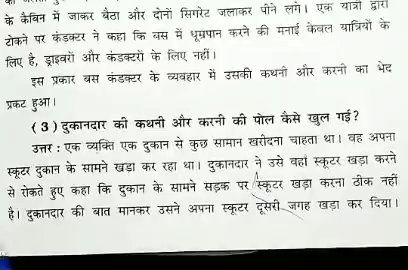 के कैबिन में जाकर बैठा और दोनों सिगरेट जलाकर पीने लगे। एक यात्री द्वारा
टोकने पर कंडक्टर ने कहा कि बस में धूम्रपान करने की मनाई केवल यात्रियों के
लिए है, ड्राइवरों और कंडक्टरों के लिए नहीं।
इस प्रकार बस कंडक्टर के व्यवहार में उसकी कथनी और करनी का भेद
प्रकट हुआ।
(3) दुकानदार की कथनी और करनी की पोल कैसे खुल गई?
उत्तर : एक व्यक्ति एक दुकान से कुछ सामान खरीदना चाहता था। वह अपना
स्कूटर दुकान के सामने खड़ा कर रहा था। दुकानदार ने उसे वहां स्कूटर खड़ा करने
से रोकते हुए कहा कि दुकान के सामने सड़क पर स्कूटर खड़ा करना ठीक नहीं
है। दुकानदार की बात मानकर उसने अपना स्कूटर दूसरी जगह खड़ा कर दिया।